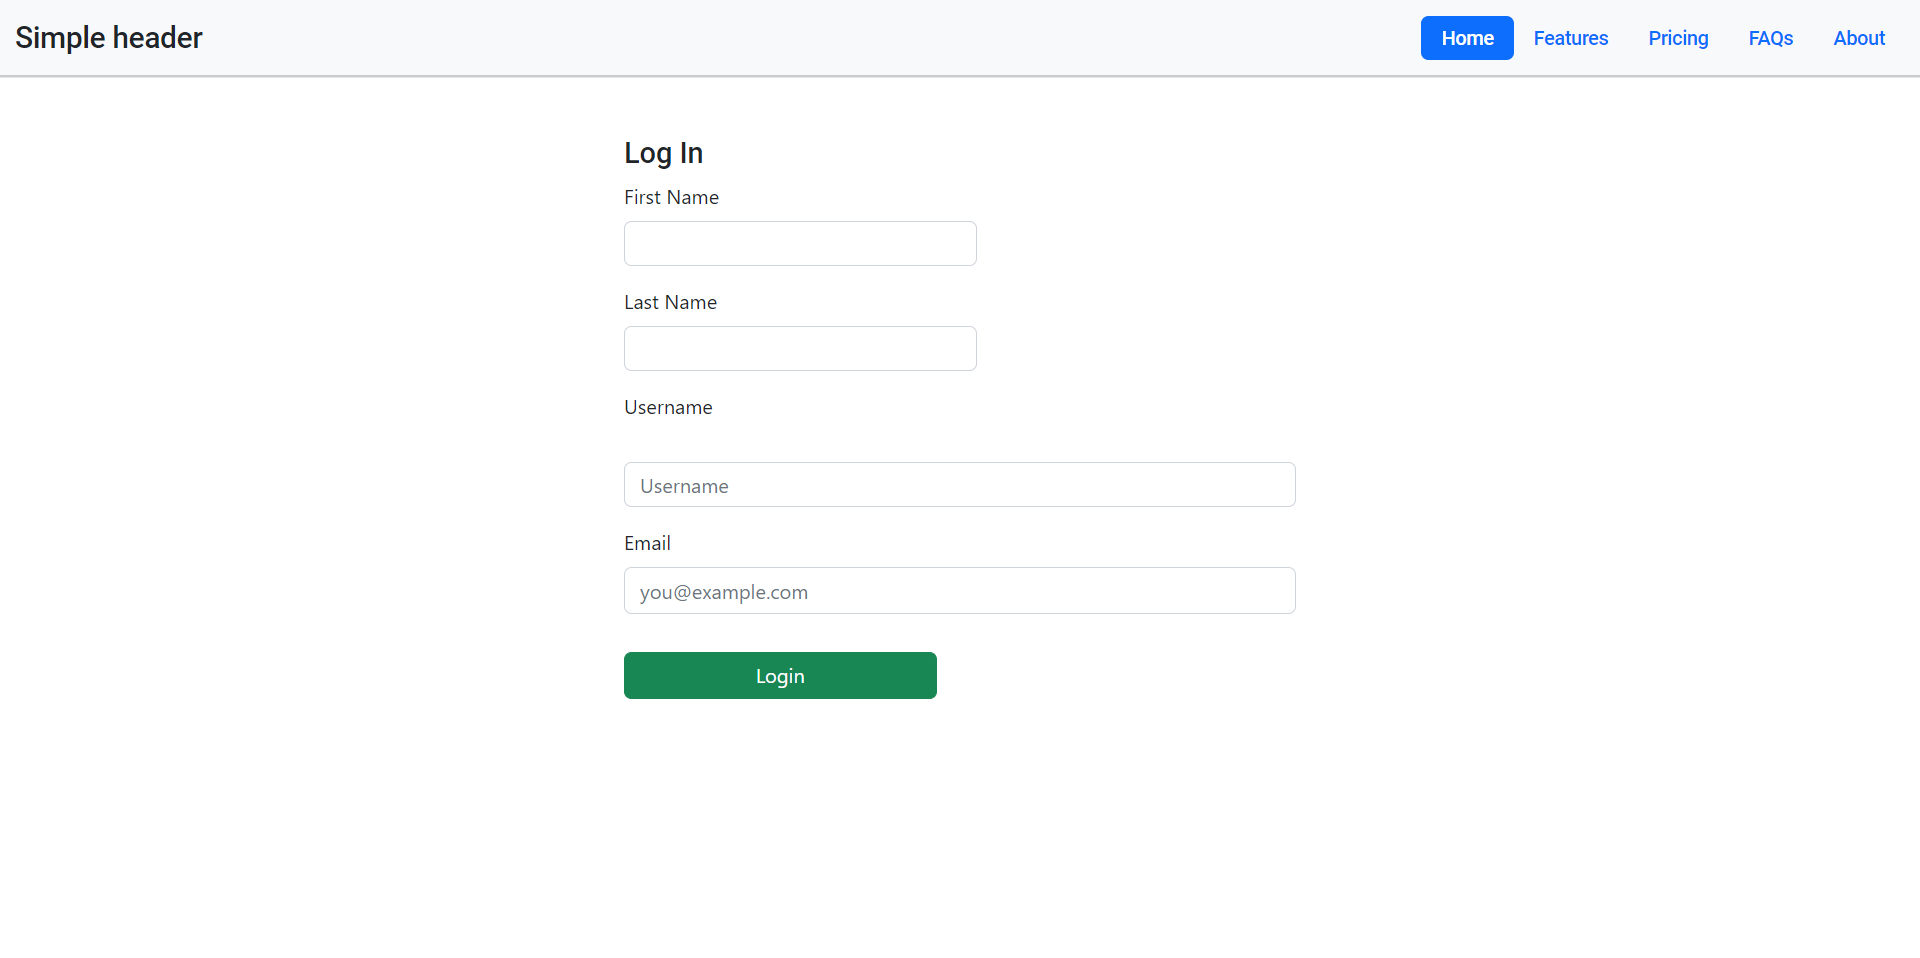 Simple header Home Features Pricing FAQs About
Log In
First Name
Last Name
Username
Username
Email
you@example.com
Login